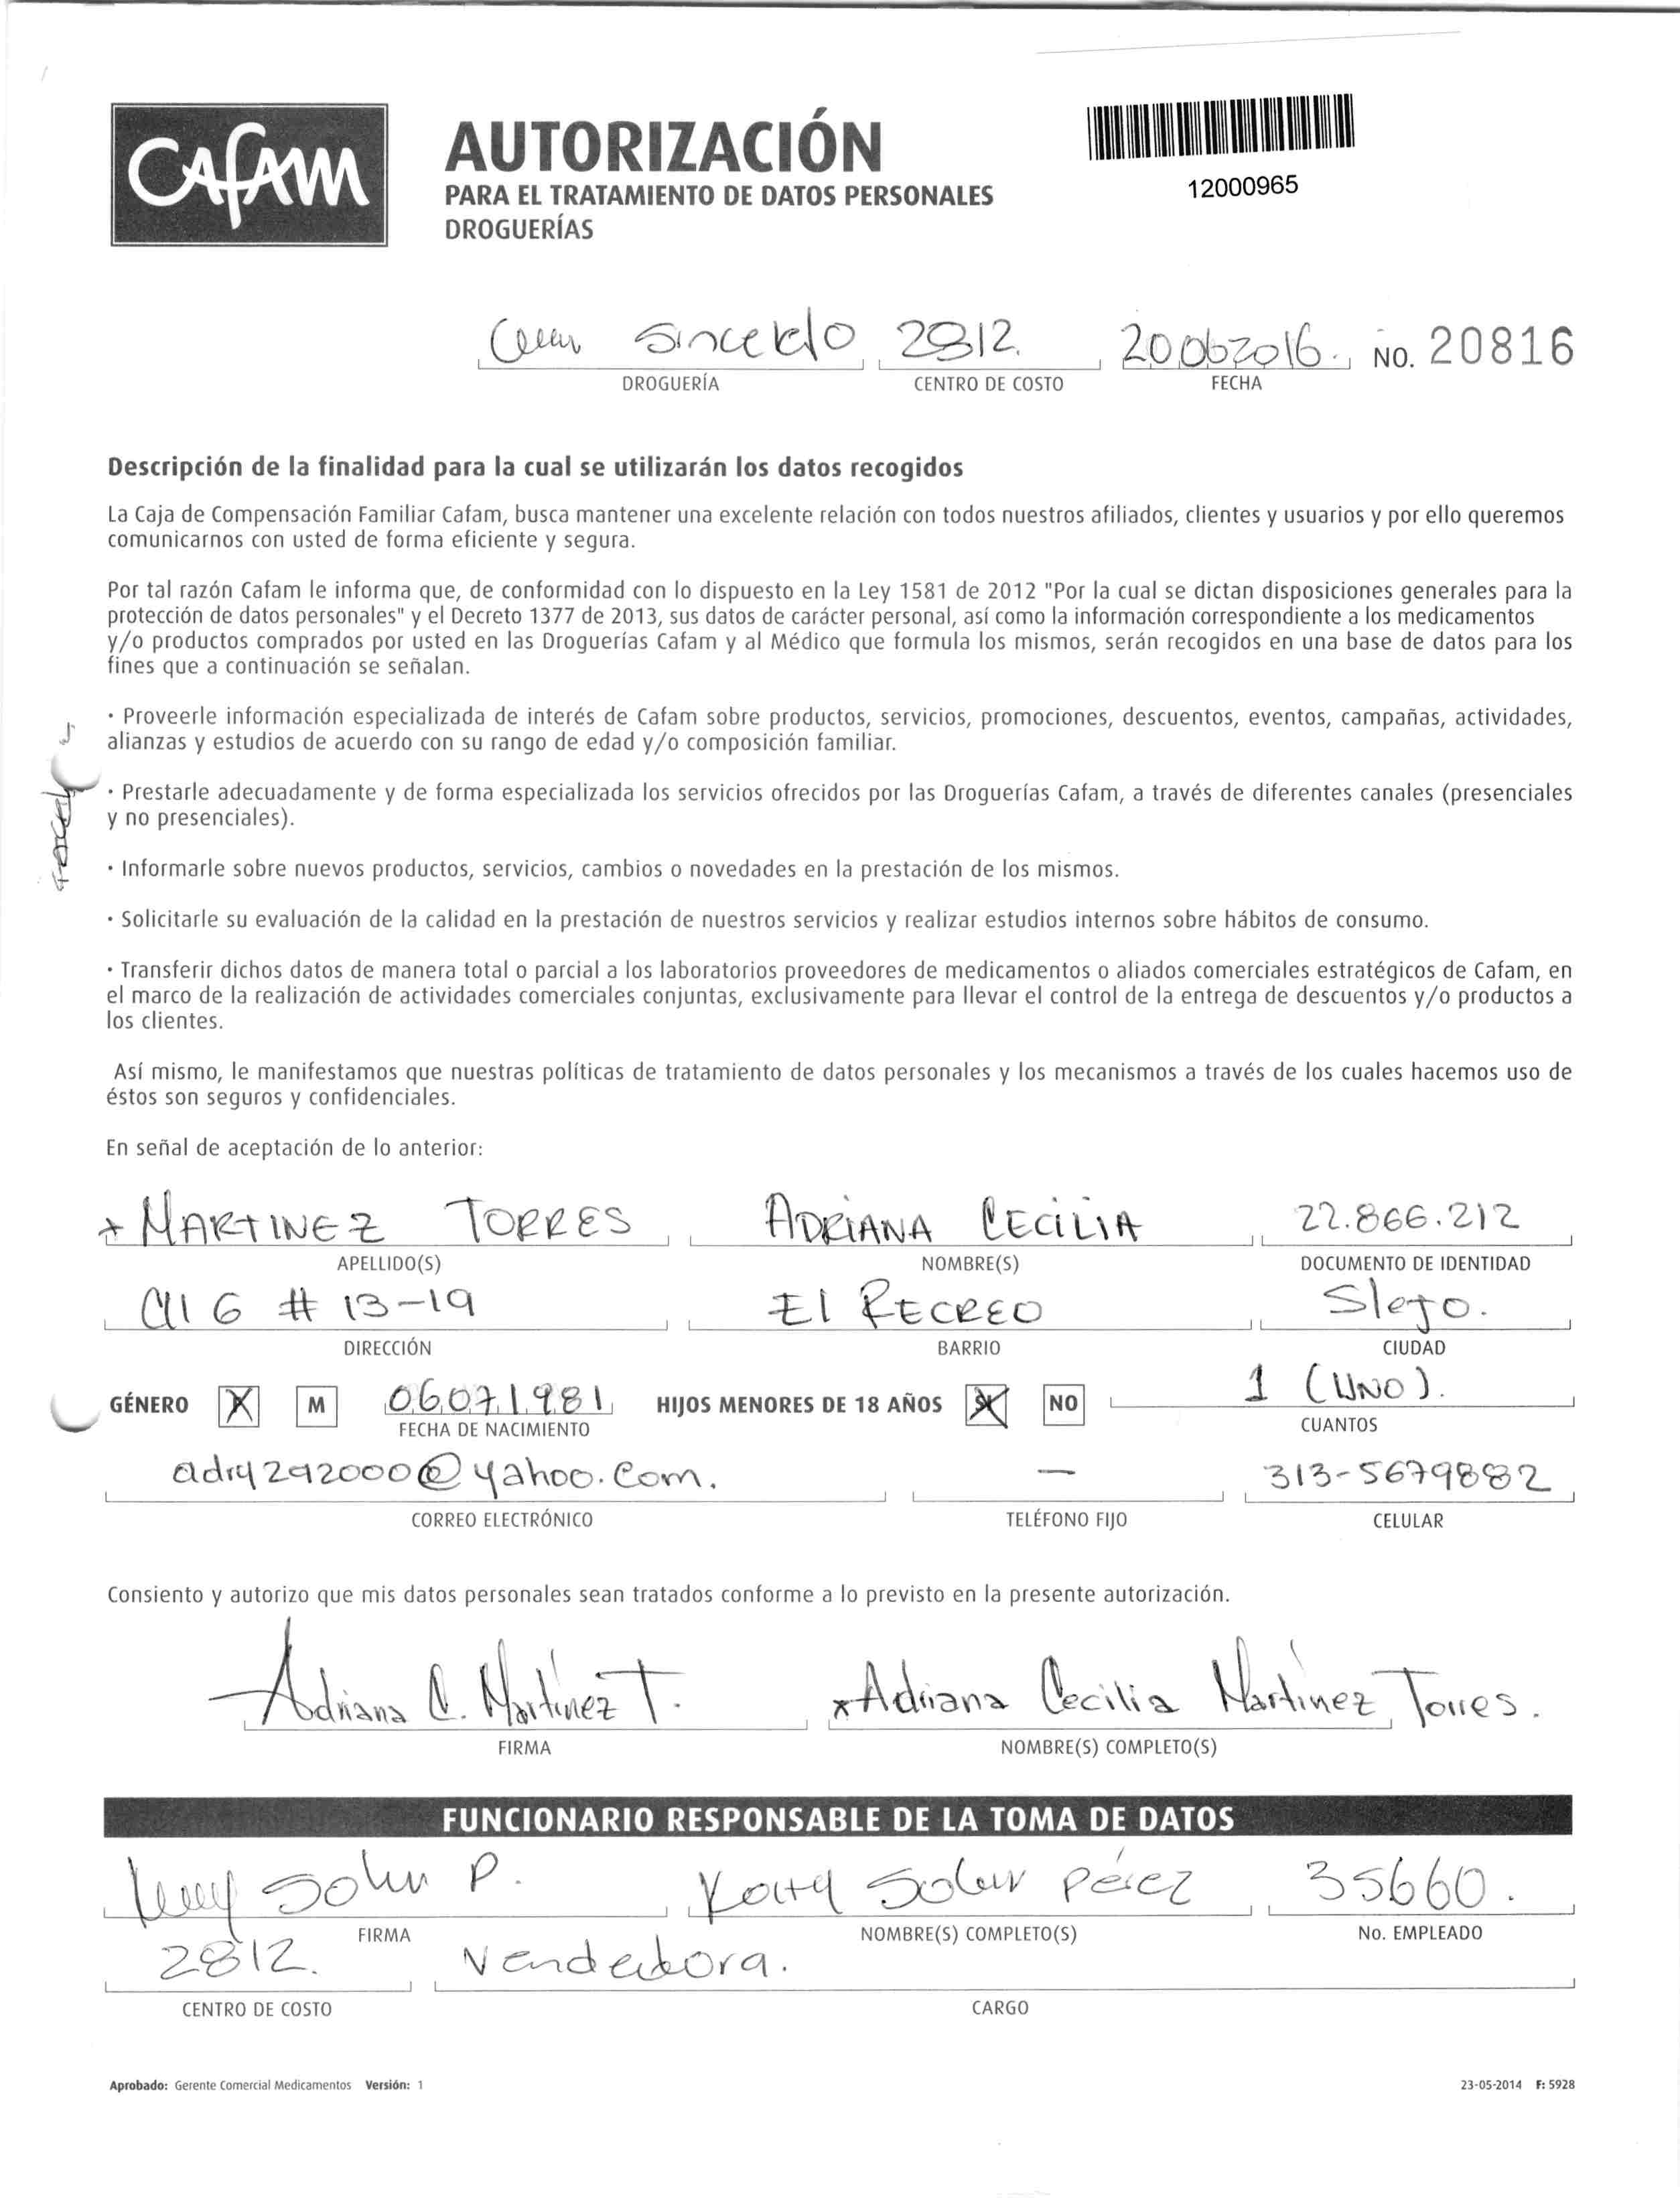 CAFAM
AUTORIZACIÓN
PARA EL TRATAMIENTO DE DATOS PERSONALES
DROGUERÍAS
12000965
2812. 20062016. NO. 20816
DROGUERÍA CENTRO DE COSTO FECHA
Descripción de la finalidad para la cual se utilizarán los datos recogidos
La Caja de Compensación Familiar Cafam, busca mantener una excelente relación con todos nuestros afiliados, clientes y usuarios y por ello queremos
comunicarnos con usted de forma eficiente y segura.
Por tal razón Cafam le informa que, de conformidad con lo dispuesto en la Ley 1581 de 2012 "Por la cual se dictan disposiciones generales para la
protección de datos personales" y el Decreto 1377 de 2013, sus datos de carácter personal, así como la información correspondiente a los medicamentos
y/o productos comprados por usted en las Droguerías Cafam y al Médico que formula los mismos, serán recogidos en una base de datos para los
fines que a continuación se señalan.
· Proveerle información especializada de interés de Cafam sobre productos, servicios, promociones, descuentos, eventos, campañas, actividades,
alianzas y estudios de acuerdo con su rango de edad y/o composición familiar.
· Prestarle adecuadamente y de forma especializada los servicios ofrecidos por las Droguerías Cafam, a través de diferentes canales (presenciales
y no presenciales).
· Informarle sobre nuevos productos, servicios, cambios o novedades en la prestación de los mismos.
· Solicitarle su evaluación de la calidad en la prestación de nuestros servicios y realizar estudios internos sobre hábitos de consumo.
· Transferir dichos datos de manera total o parcial a los laboratorios proveedores de medicamentos o aliados comerciales estratégicos de Cafam, en
el marco de la realización de actividades comerciales conjuntas, exclusivamente para llevar el control de la entrega de descuentos y/o productos a
los clientes.
Así mismo, le manifestamos que nuestras políticas de tratamiento de datos personales y los mecanismos a través de los cuales hacemos uso de
éstos son seguros y confidenciales.
En señal de aceptación de lo anterior:
MARTINEZ TORRES ADRIANA CECILIA 22.866.212
APELLIDO(S) NOMBRE(S) DOCUMENTO DE IDENTIDAD
Cll 6 # 13-19 El RECREO Slejo.
DIRECCIÓN BARRIO CIUDAD
GÉNERO X M 06071981 HIJOS MENORES DE 18 AÑOS X NO 1 (UNO).
FECHA DE NACIMIENTO CUANTOS
adry292000@yahoo.com. — 313-5679882
CORREO ELECTRÓNICO TELÉFONO FIJO CELULAR
Consiento y autorizo que mis datos personales sean tratados conforme a lo previsto en la presente autorización.
Adriana C. Martinez T. Adriana Cecilia Martinez Torres.
FIRMA NOMBRE(S) COMPLETO(S)
FUNCIONARIO RESPONSABLE DE LA TOMA DE DATOS
P. Katty Solar Pérez 35660.
FIRMA NOMBRE(S) COMPLETO(S) No. EMPLEADO
2812. Vendedora.
CENTRO DE COSTO CARGO
Aprobado: Gerente Comercial Medicamentos Versión: 1 23-05-2014 F: 5928